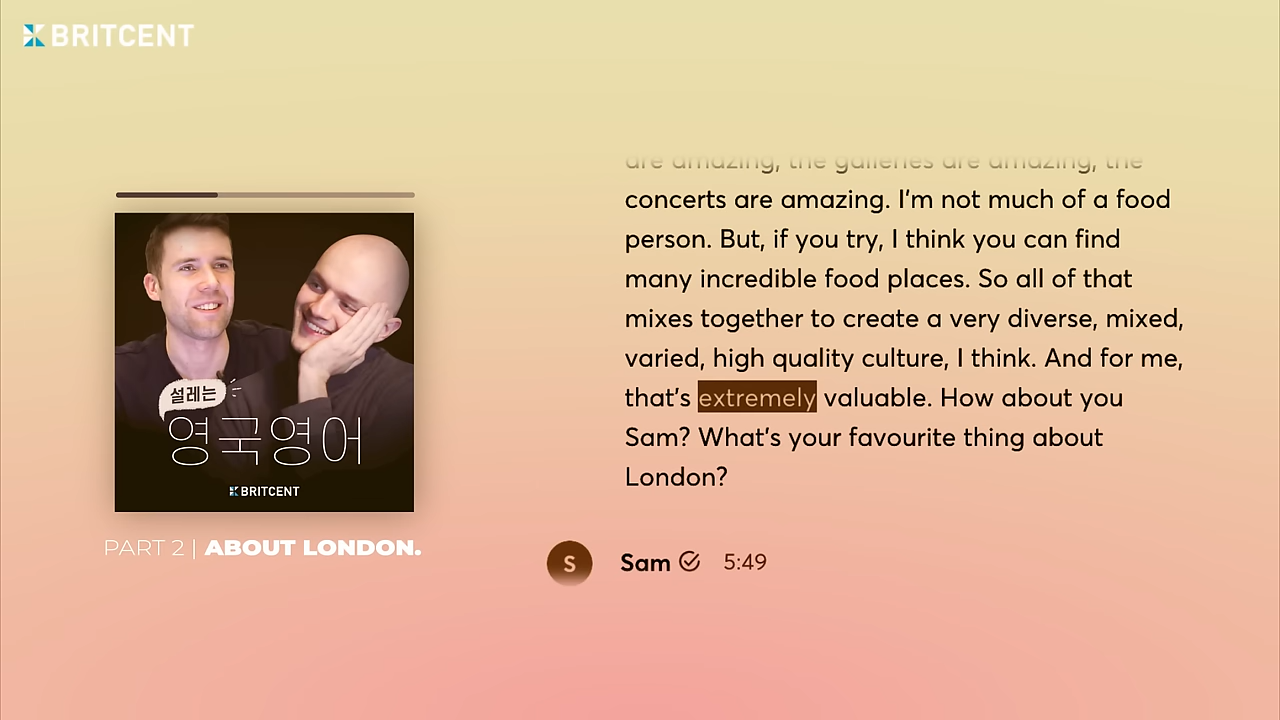 BRITCENT
설레는
영국영어
BRITCENT
PART 2 | ABOUT LONDON.
are amazing, the galleries are amazing, the
concerts are amazing. I'm not much of a food
person. But, if you try, I think you can find
many incredible food places. So all of that
mixes together to create a very diverse, mixed,
varied, high quality culture, I think. And for me,
that's extremely valuable. How about you
Sam? What's your favourite thing about
London?
S Sam 5:49